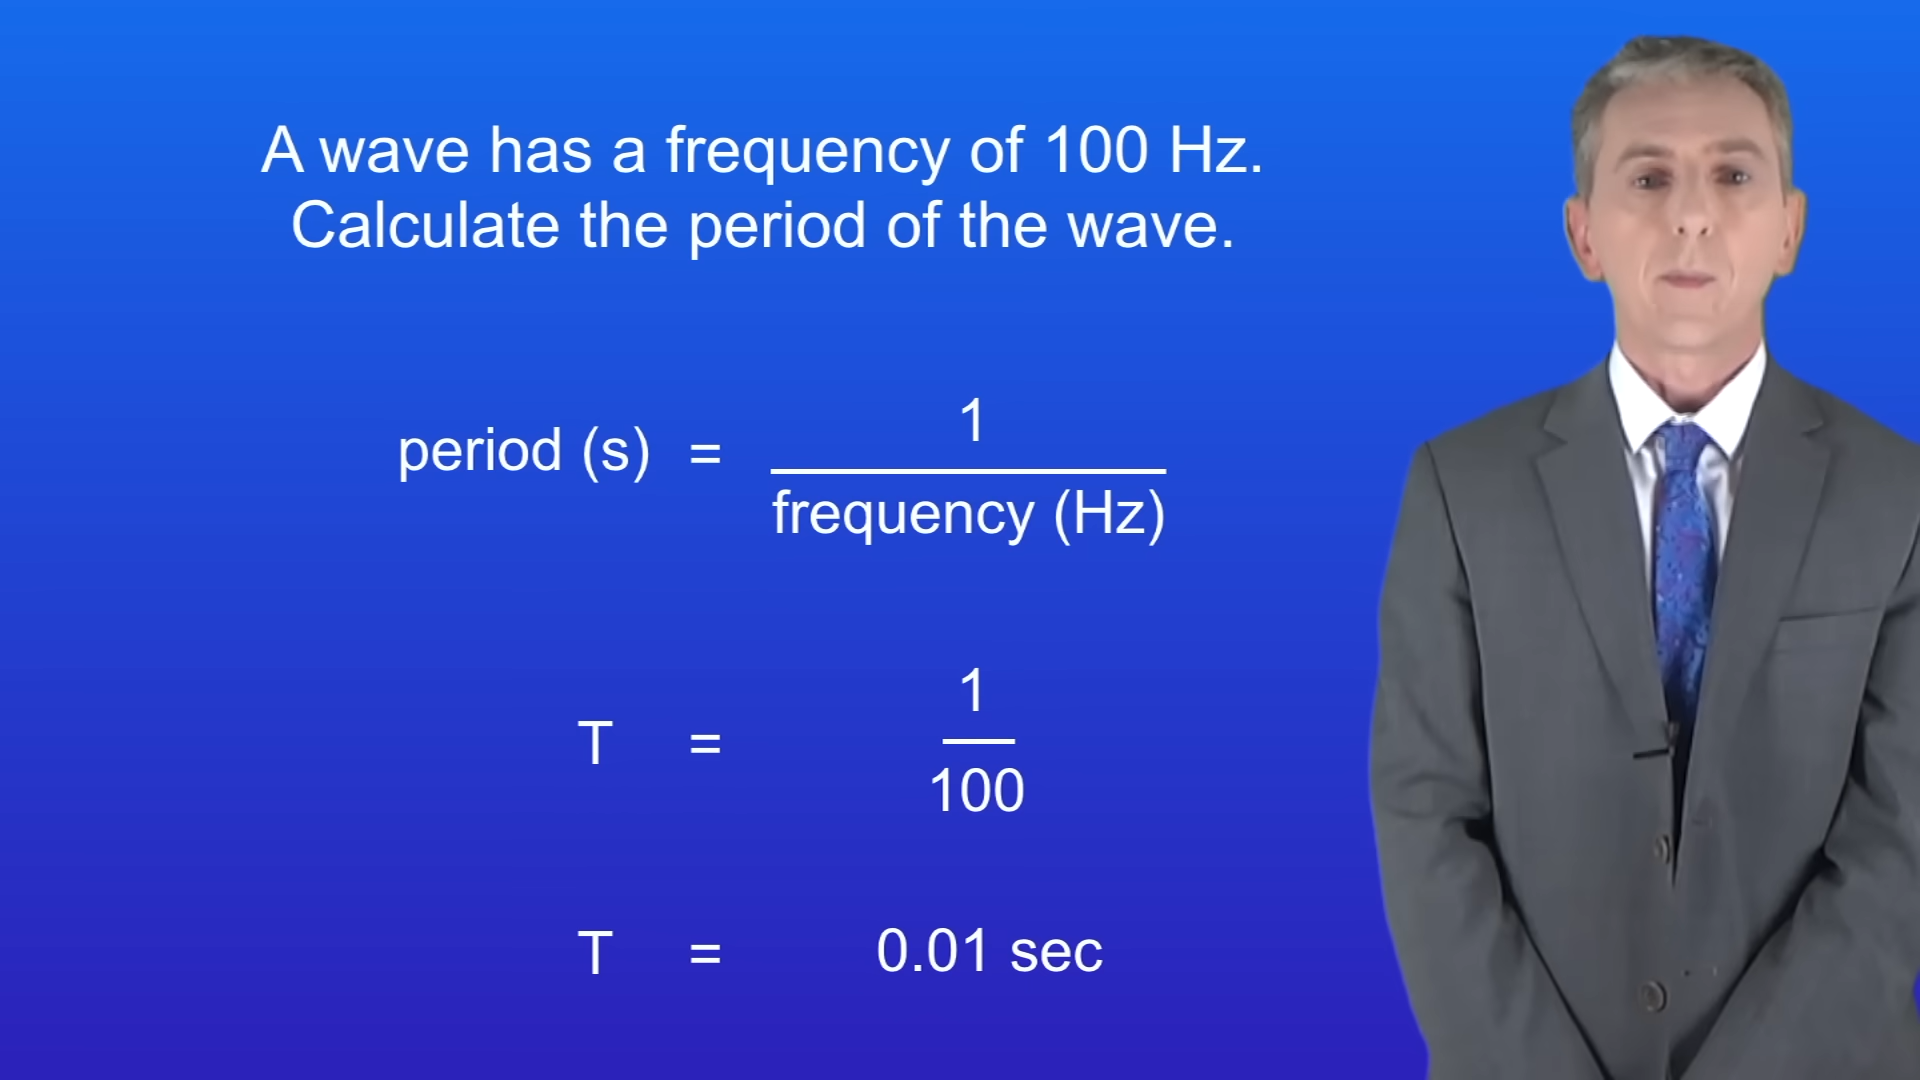 A wave has a frequency of 100 Hz.
Calculate the period of the wave.
period (s) = 1
frequency (Hz)
T = 1
100
T = 0.01 sec